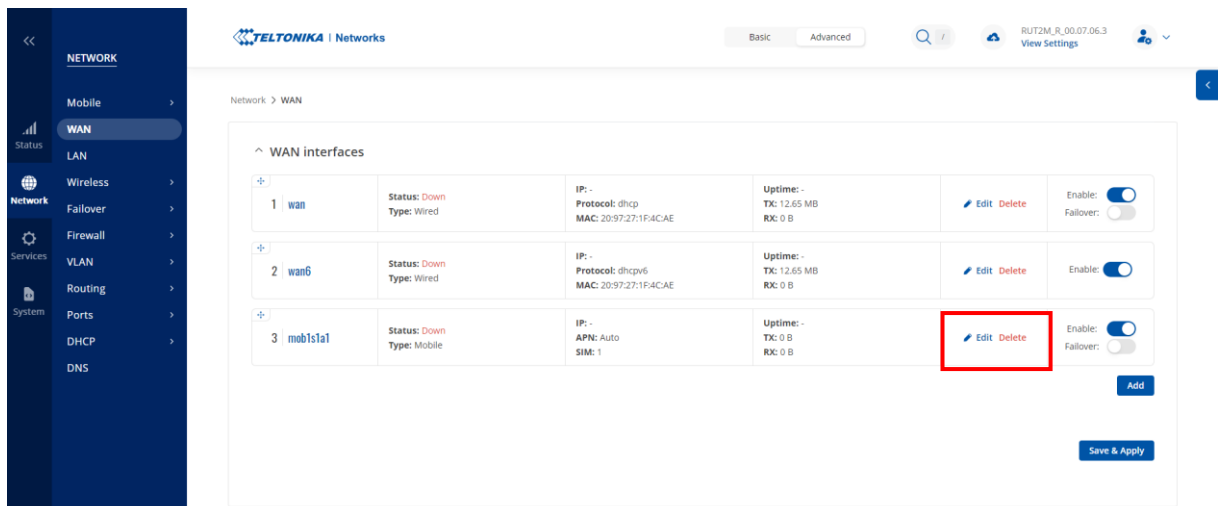 TELTONIKA | Networks
Basic Advanced
/
RUT2M_R_00.07.06.3
View Settings
NETWORK
Mobile
WAN
LAN
Wireless
Failover
Firewall
VLAN
Routing
Ports
DHCP
DNS
Status
Network
Services
System
Network > WAN
WAN interfaces
1 wan
Status: Down
Type: Wired
IP: -
Protocol: dhcp
MAC: 20:97:27:1F:4C:AE
Uptime: -
TX: 12.65 MB
RX: 0 B
Edit Delete
Enable:
Failover:
2 wan6
Status: Down
Type: Wired
IP: -
Protocol: dhcpv6
MAC: 20:97:27:1F:4C:AE
Uptime: -
TX: 12.65 MB
RX: 0 B
Edit Delete
Enable:
3 mob1s1a1
Status: Down
Type: Mobile
IP: -
APN: Auto
SIM: 1
Uptime: -
TX: 0 B
RX: 0 B
Edit Delete
Enable:
Failover:
Add
Save & Apply